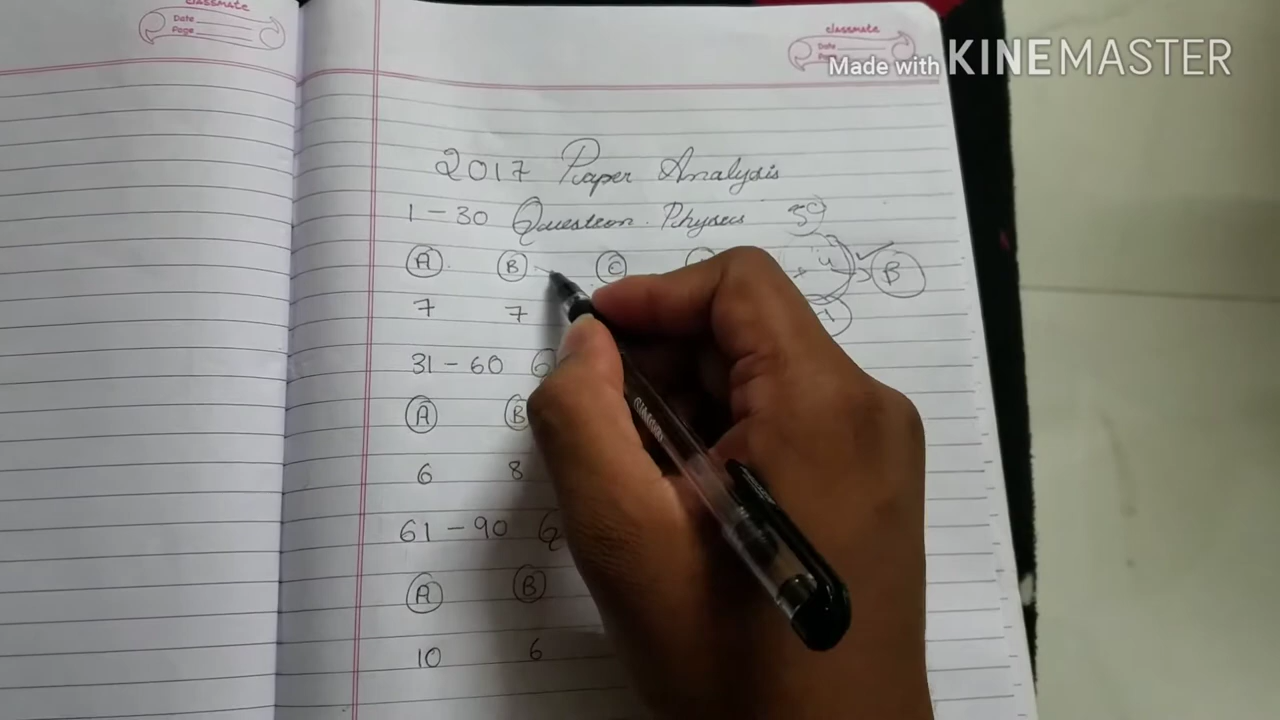 classmate
Date
Page
classmate
Date
Made with KINEMASTER
2017 Paper Analysis
1 - 30 Question Physics 39
A B C B
7 7
31 - 60
A B
6 8
61 - 90 Q
A B
10 6